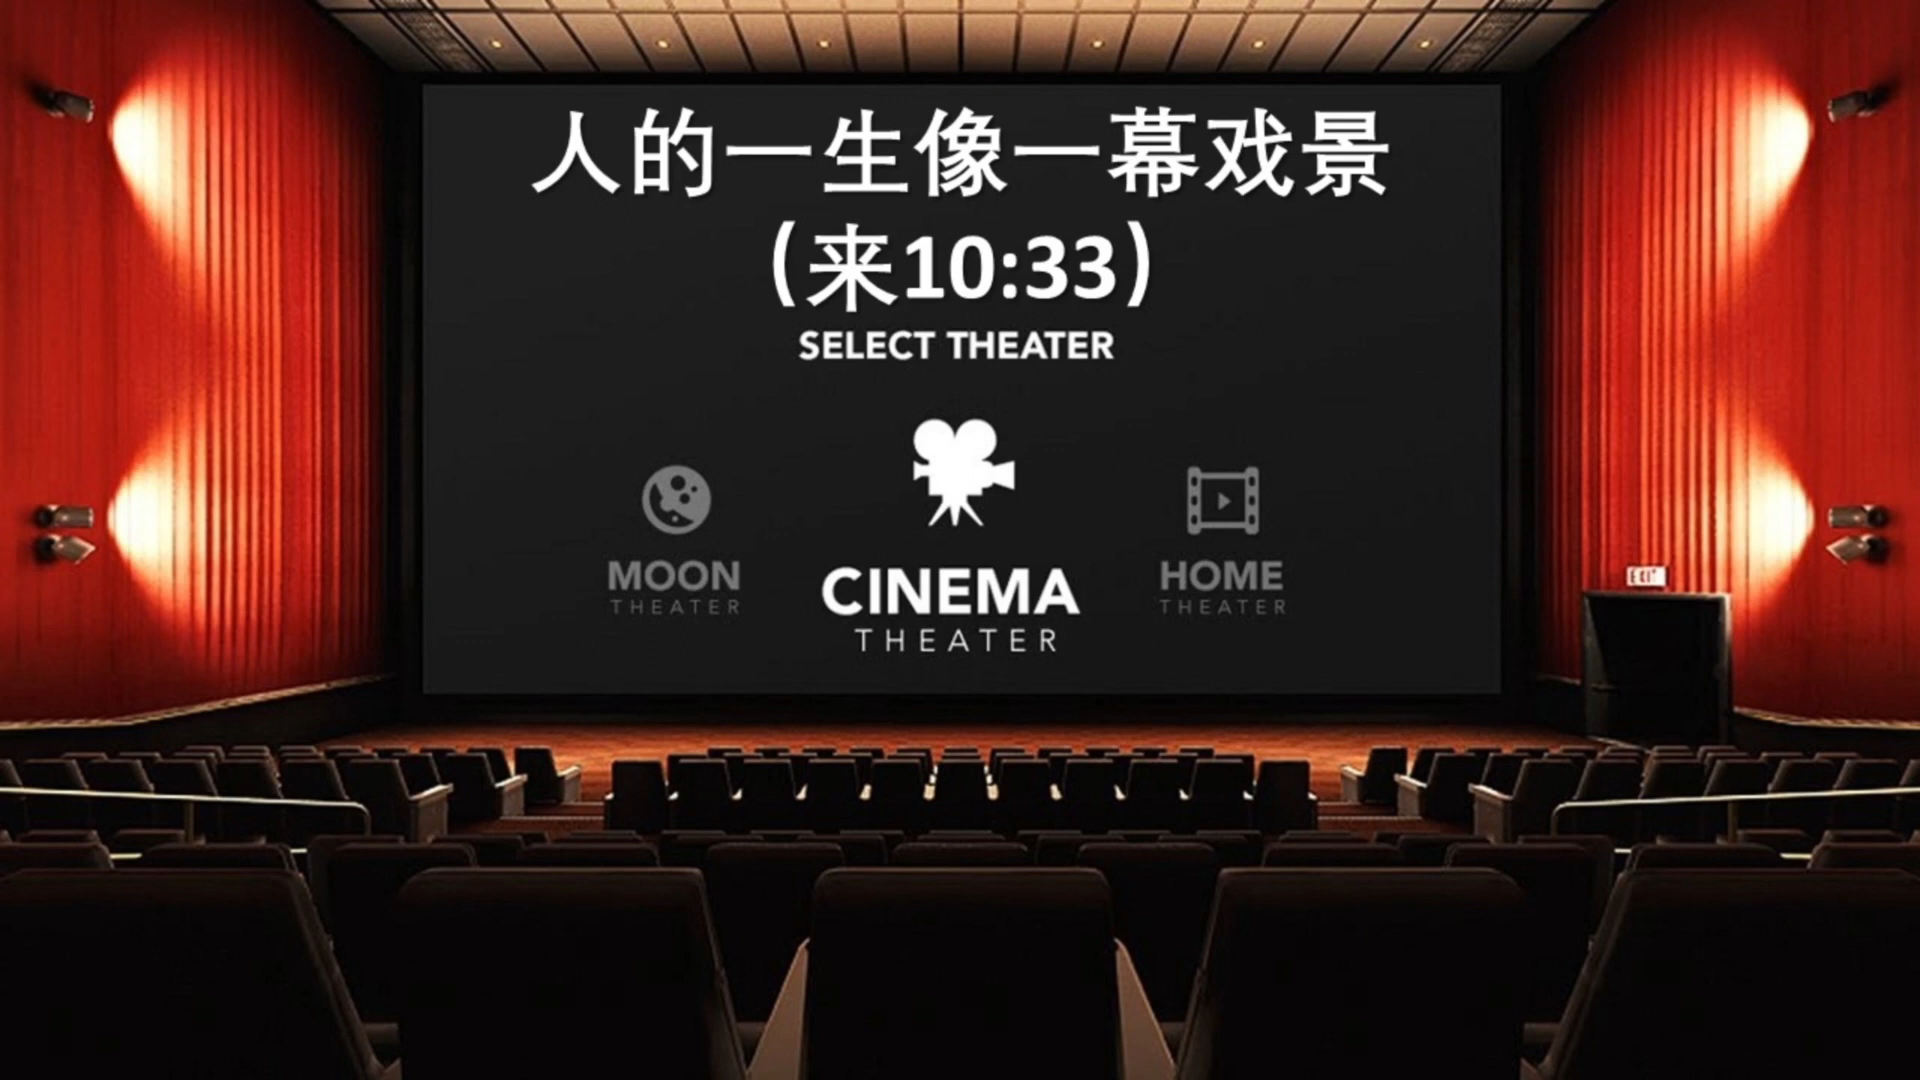 人的一生像一幕戏景
（来10:33）
SELECT THEATER
MOON
THEATER
CINEMA
THEATER
HOME
THEATER
EXIT